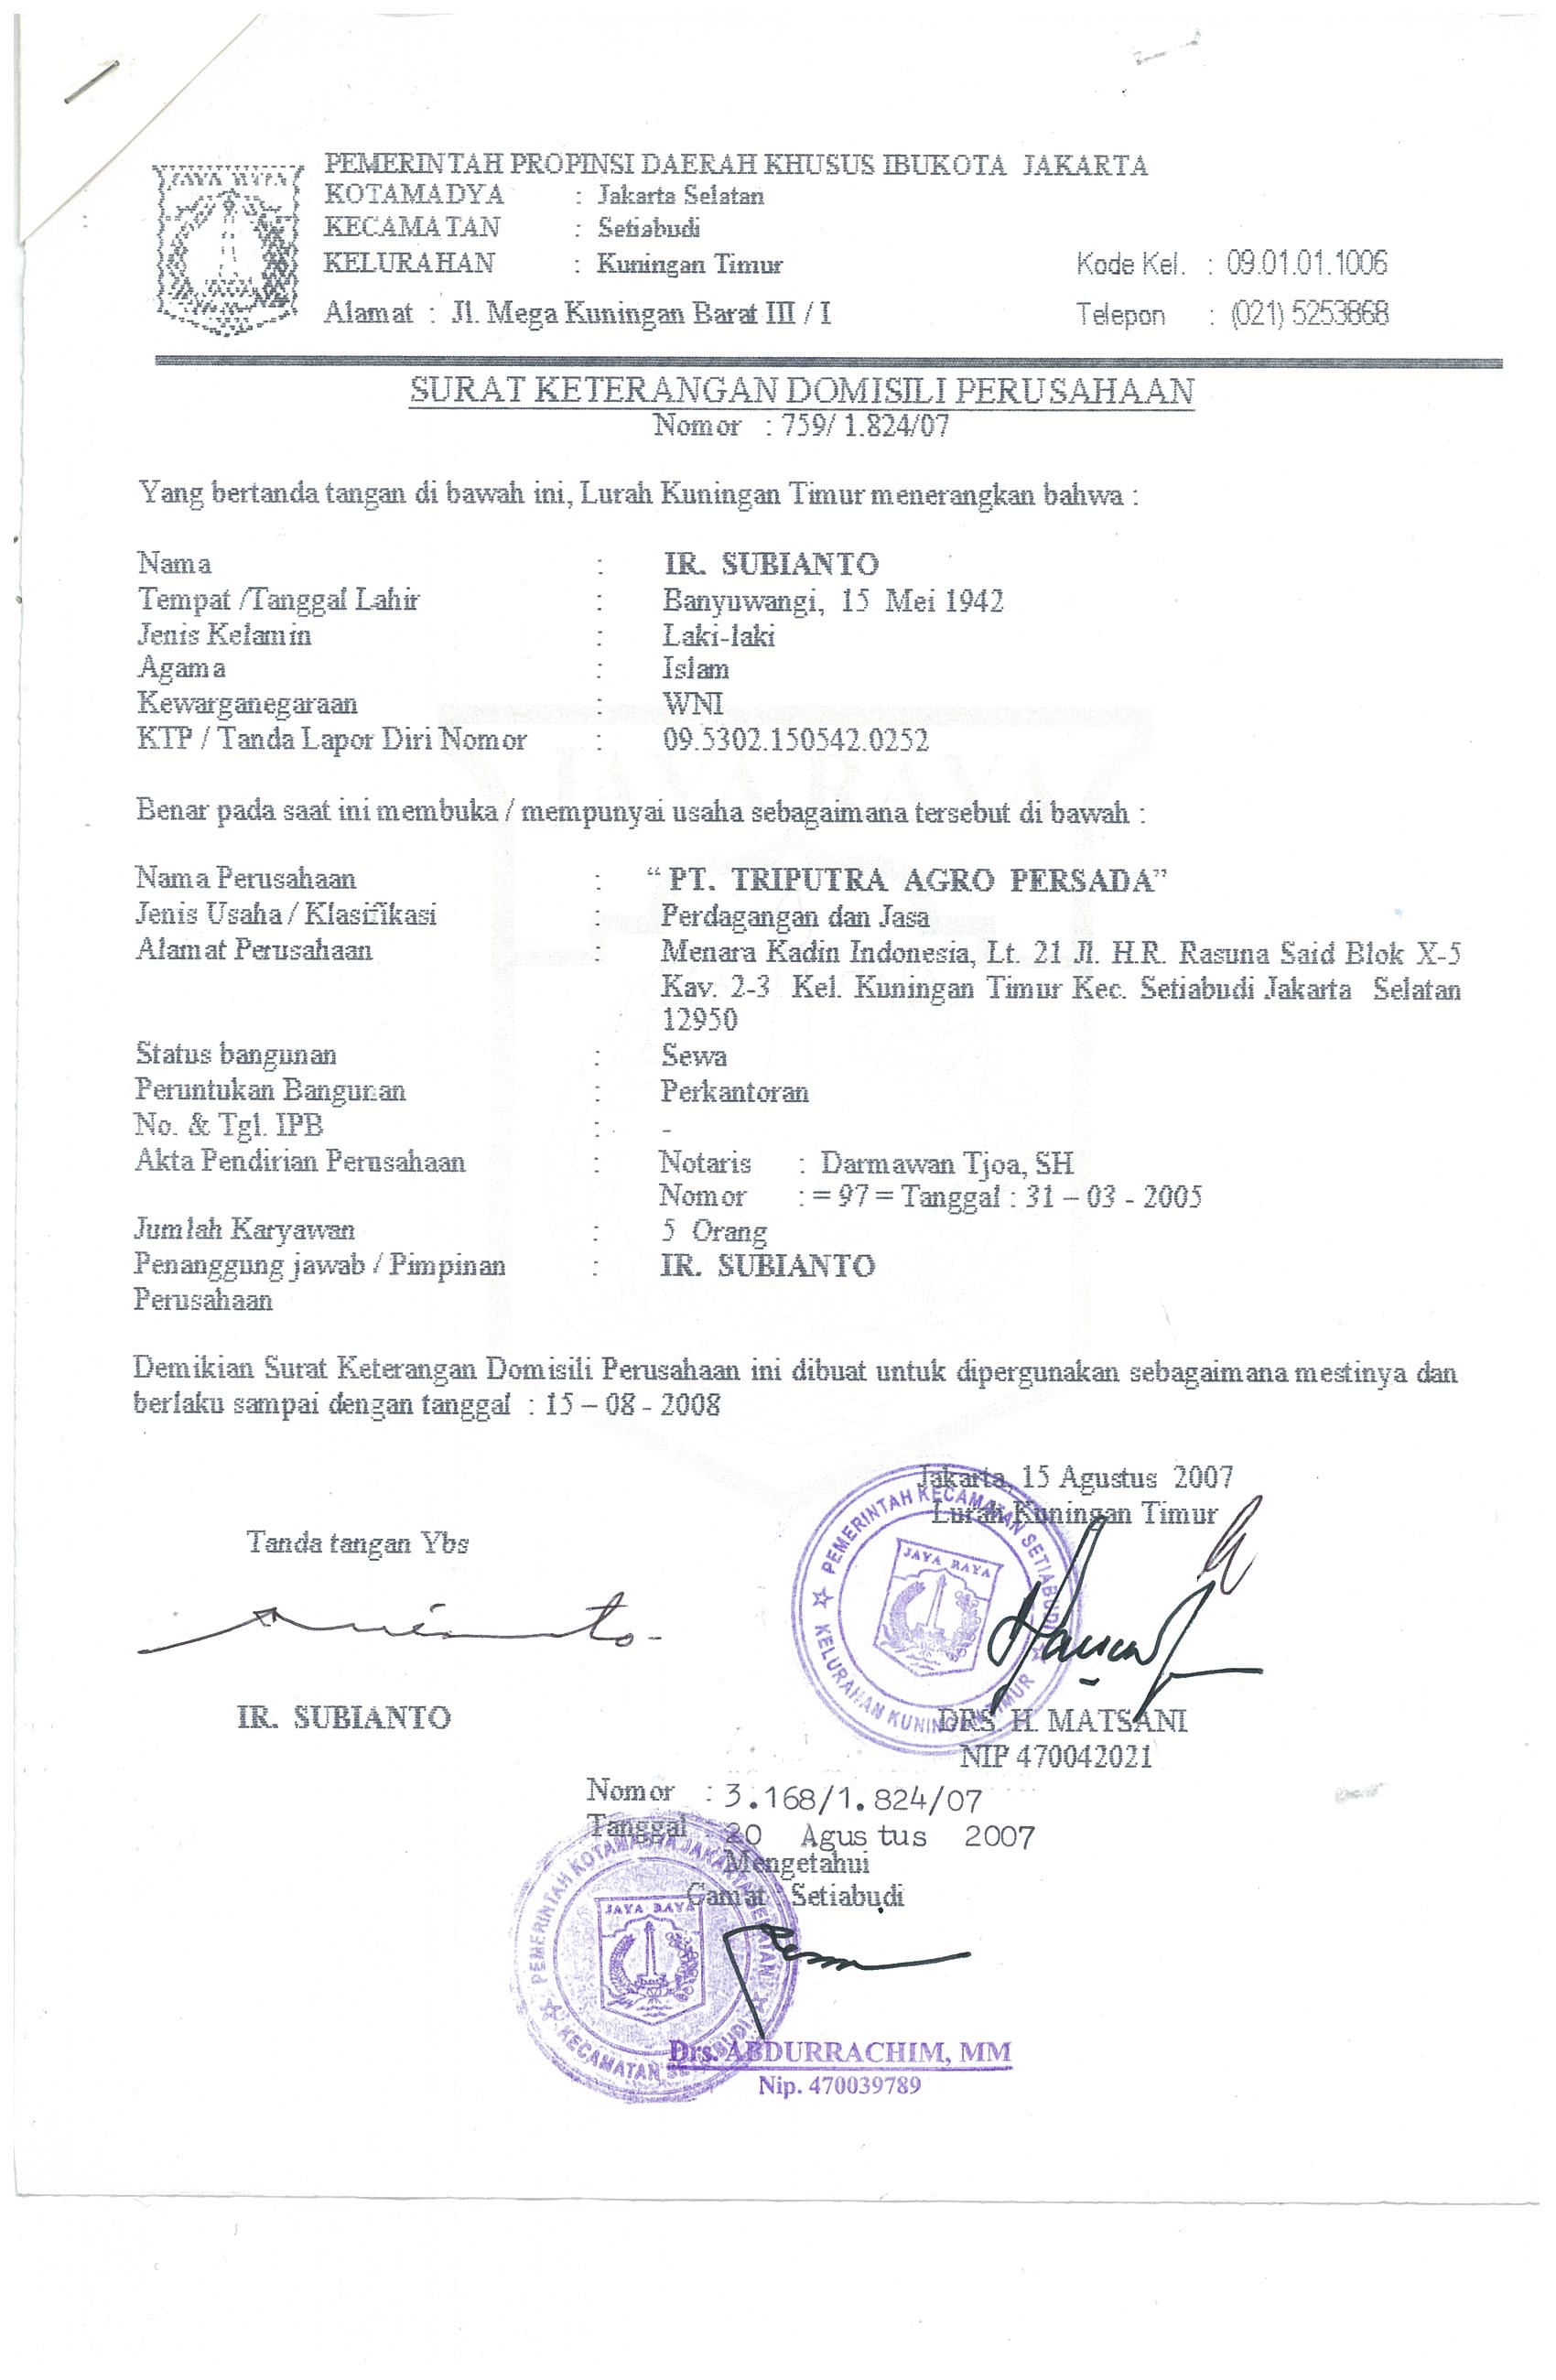 JAYA RAYA
PEMERINTAH PROPINSI DAERAH KHUSUS IBUKOTA JAKARTA
KOTAMADYA : Jakarta Selatan
KECAMATAN : Setiabudi
KELURAHAN : Kuningan Timur
Kode Kel. : 09.01.01.1006
Alamat : Jl. Mega Kuningan Barat III / I
Telepon : (021) 5253868
SURAT KETERANGAN DOMISILI PERUSAHAAN
Nomor : 759/ 1.824/07
Yang bertanda tangan di bawah ini, Lurah Kuningan Timur menerangkan bahwa :
Nama : IR. SUBIANTO
Tempat /Tanggal Lahir : Banyuwangi, 15 Mei 1942
Jenis Kelamin : Laki-laki
Agama : Islam
Kewarganegaraan : WNI
KTP / Tanda Lapor Diri Nomor : 09.5302.150542.0252
Benar pada saat ini membuka / mempunyai usaha sebagaimana tersebut di bawah :
Nama Perusahaan : “ PT. TRIPUTRA AGRO PERSADA”
Jenis Usaha / Klasifikasi : Perdagangan dan Jasa
Alamat Perusahaan : Menara Kadin Indonesia, Lt. 21 Jl. H.R. Rasuna Said Blok X-5
Kav. 2-3 Kel. Kuningan Timur Kec. Setiabudi Jakarta Selatan
12950
Status bangunan : Sewa
Peruntukan Bangunan : Perkantoran
No. & Tgl. IPB : -
Akta Pendirian Perusahaan : Notaris : Darmawan Tjoa, SH
Nomor : = 97 = Tanggal : 31 – 03 - 2005
Jumlah Karyawan : 5 Orang
Penanggung jawab / Pimpinan : IR. SUBIANTO
Perusahaan
Demikian Surat Keterangan Domisili Perusahaan ini dibuat untuk dipergunakan sebagaimana mestinya dan
berlaku sampai dengan tanggal : 15 – 08 - 2008
Jakarta, 15 Agustus 2007
Lurah Kuningan Timur
Tanda tangan Ybs
PEMERINTAH KECAMATAN SETIABUDI
JAYA RAYA
KELURAHAN KUNINGAN TIMUR
IR. SUBIANTO
DRS. H. MATSANI
NIP 470042021
Nomor : 3.168/1.824/07
Tanggal 20 Agustus 2007
Mengetahui
Camat Setiabudi
PEMERINTAH KOTAMADYA JAKARTA SELATAN
JAYA RAYA
KECAMATAN SETIABUDI
Drs. ABDURRACHIM, MM
Nip. 470039789